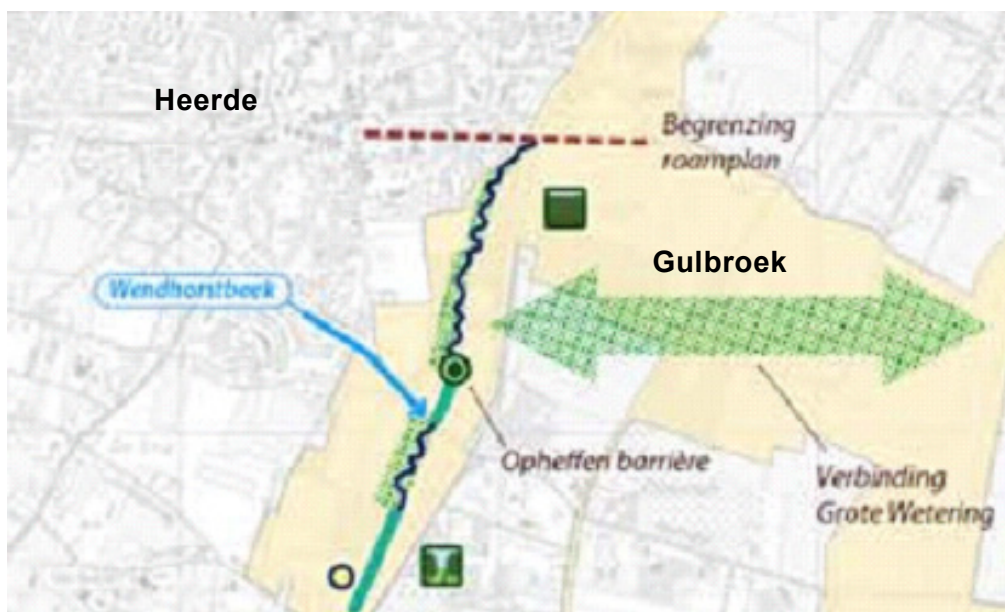 Heerde
Begrenzing
raamplan
Gulbroek
Wendhorstbeek
Opheffen barrière
Verbinding
Grote Wetering